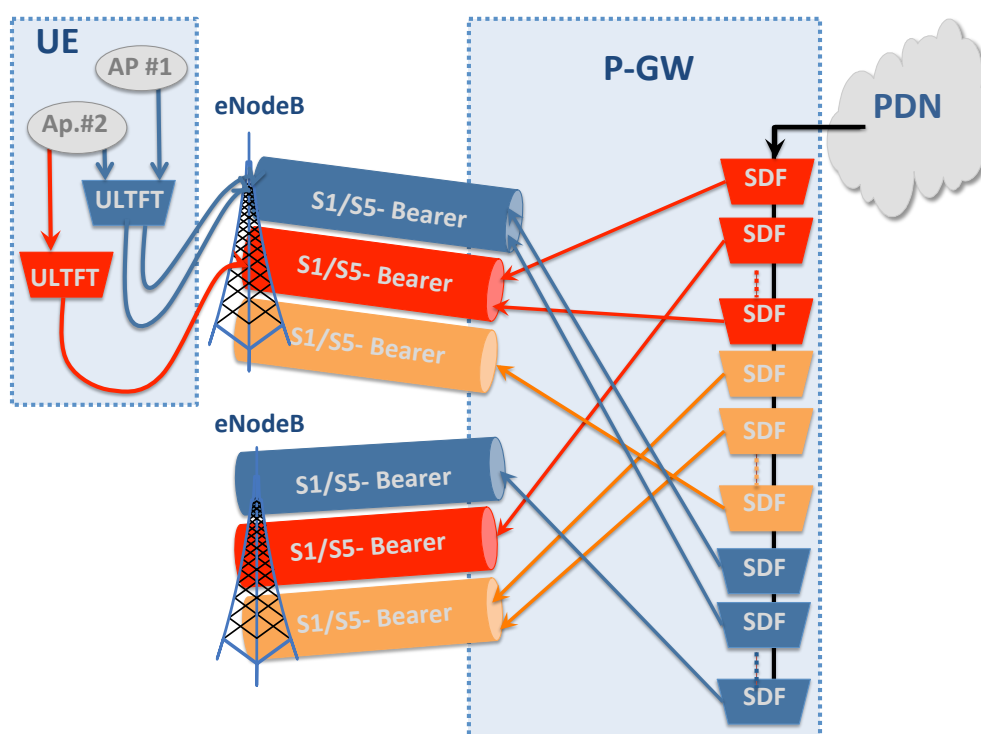 UE
AP #1
Ap.#2
ULTFT
ULTFT
eNodeB
S1/S5- Bearer
S1/S5- Bearer
S1/S5- Bearer
eNodeB
S1/S5- Bearer
S1/S5- Bearer
S1/S5- Bearer
P-GW
PDN
SDF
SDF
SDF
SDF
SDF
SDF
SDF
SDF
SDF